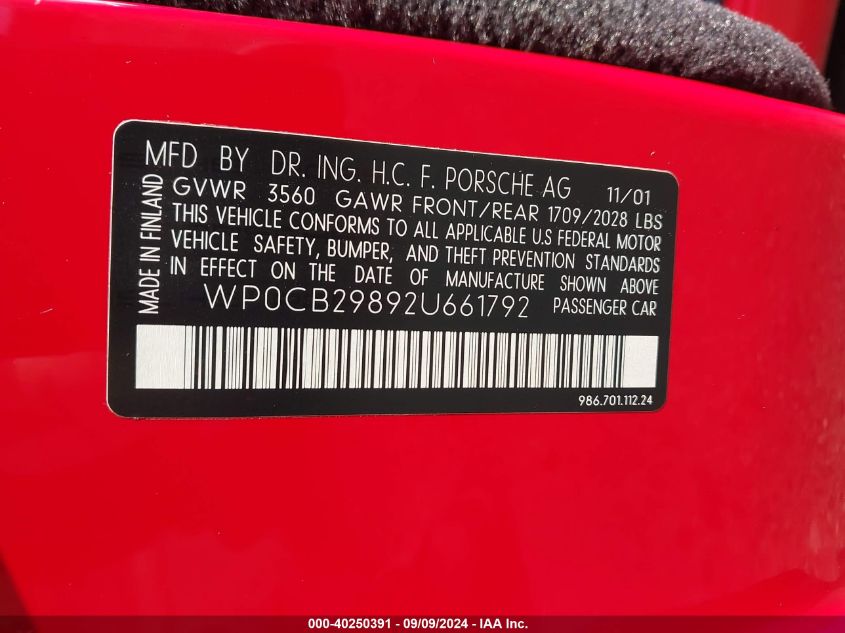 MFD BY DR. ING. H.C. F. PORSCHE AG 11/01
GVWR 3560 GAWR FRONT/REAR 1709/2028 LBS
THIS VEHICLE CONFORMS TO ALL APPLICABLE U.S FEDERAL MOTOR
VEHICLE SAFETY, BUMPER, AND THEFT PREVENTION STANDARDS
IN EFFECT ON THE DATE OF MANUFACTURE SHOWN ABOVE
WP0CB29892U661792 PASSENGER CAR
MADE IN FINLAND
986.701.112.24
000-40250391 - 09/09/2024 - IAA Inc.